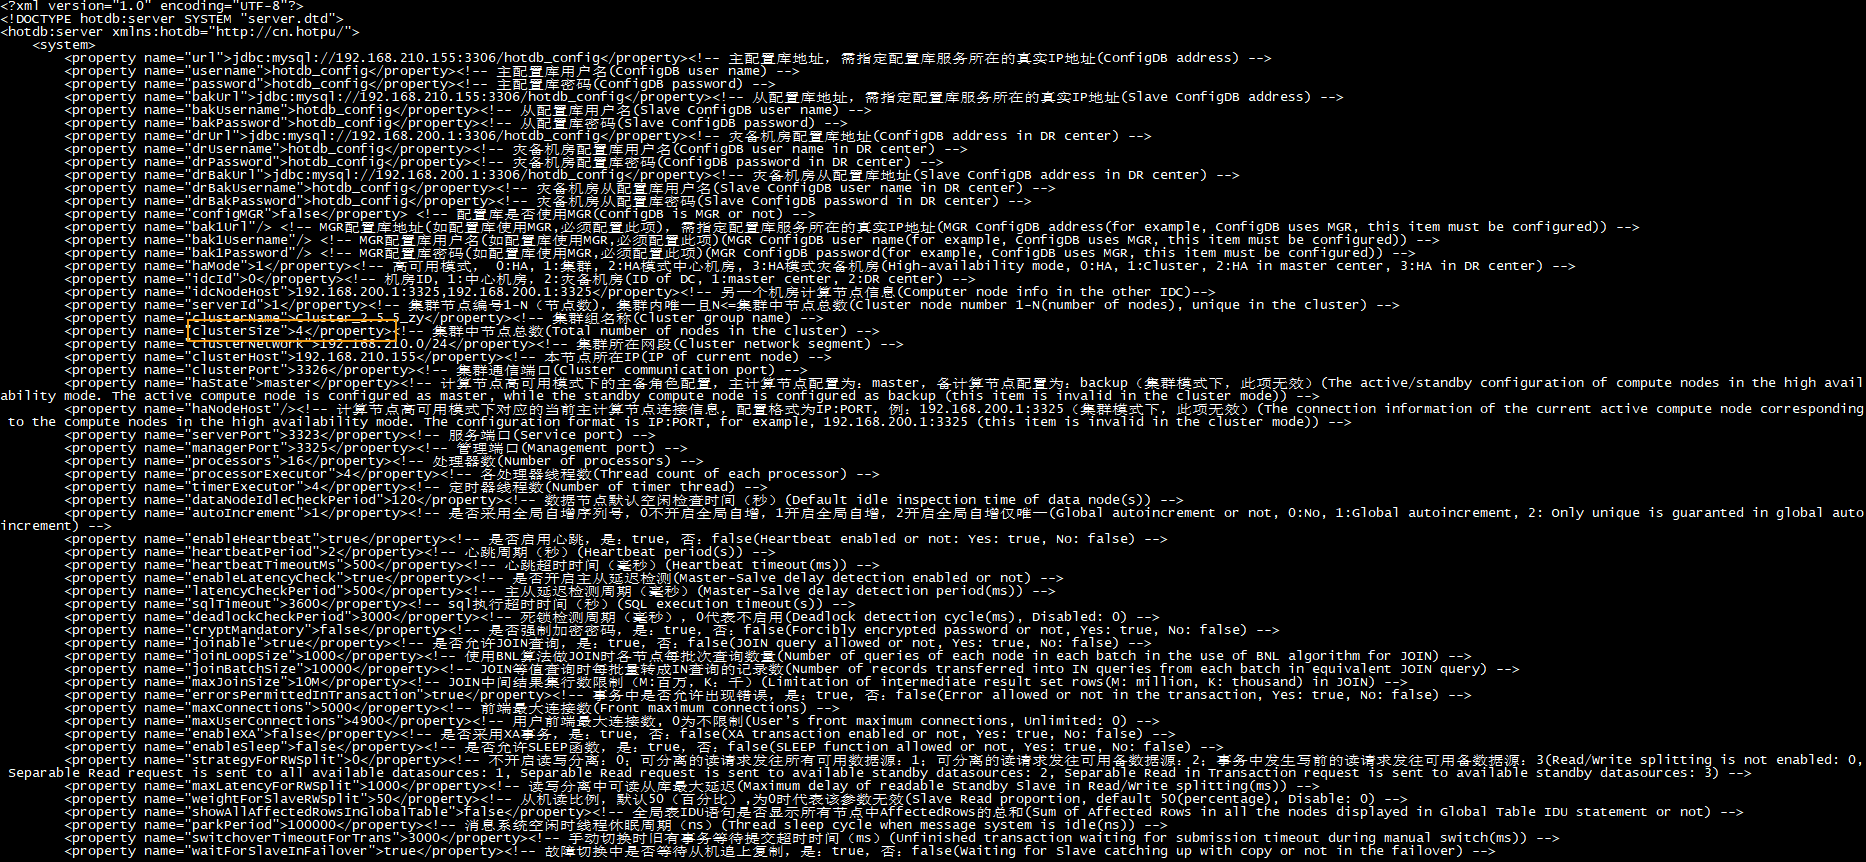 <?xml version="1.0" encoding="UTF-8"?>
<!DOCTYPE hotdb:server SYSTEM "server.dtd">
<hotdb:server xmlns:hotdb="http://cn.hotpu/">
<system>
<property name="url">jdbc:mysql://192.168.210.155:3306/hotdb_config</property><!-- 主配置库地址，需指定配置库服务所在的真实IP地址(ConfigDB address) -->
<property name="username">hotdb_config</property><!-- 主配置库用户名(ConfigDB user name) -->
<property name="password">hotdb_config</property><!-- 主配置库密码(ConfigDB password) -->
<property name="bakUrl">jdbc:mysql://192.168.210.155:3306/hotdb_config</property><!-- 从配置库地址，需指定配置库服务所在的真实IP地址(Slave ConfigDB address) -->
<property name="bakUsername">hotdb_config</property><!-- 从配置库用户名(Slave ConfigDB user name) -->
<property name="bakPassword">hotdb_config</property><!-- 从配置库密码(Slave ConfigDB password) -->
<property name="drUrl">jdbc:mysql://192.168.200.1:3306/hotdb_config</property><!-- 灾备机房配置库地址(ConfigDB address in DR center) -->
<property name="drUsername">hotdb_config</property><!-- 灾备机房配置库用户名(ConfigDB user name in DR center) -->
<property name="drPassword">hotdb_config</property><!-- 灾备机房配置库密码(ConfigDB password in DR center) -->
<property name="drBakUrl">jdbc:mysql://192.168.200.1:3306/hotdb_config</property><!-- 灾备机房从配置库地址(Slave ConfigDB address in DR center) -->
<property name="drBakUsername">hotdb_config</property><!-- 灾备机房从配置库用户名(Slave ConfigDB user name in DR center) -->
<property name="drBakPassword">hotdb_config</property><!-- 灾备机房从配置库密码(Slave ConfigDB password in DR center) -->
<property name="configMGR">false</property> <!-- 配置库是否使用MGR(ConfigDB is MGR or not) -->
<property name="bak1Url"/> <!-- MGR配置库地址(如配置库使用MGR,必须配置此项)，需指定配置库服务所在的真实IP地址(MGR ConfigDB address(for example, ConfigDB uses MGR, this item must be configured)) -->
<property name="bak1Username"/> <!-- MGR配置库用户名(如配置库使用MGR,必须配置此项)(MGR ConfigDB user name(for example, ConfigDB uses MGR, this item must be configured)) -->
<property name="bak1Password"/> <!-- MGR配置库密码(如配置库使用MGR,必须配置此项)(MGR ConfigDB password(for example, ConfigDB uses MGR, this item must be configured)) -->
<property name="haMode">1</property><!-- 高可用模式， 0:HA, 1:集群, 2:HA模式中心机房, 3:HA模式灾备机房(High-availability mode, 0:HA, 1:Cluster, 2:HA in master center, 3:HA in DR center) -->
<property name="idcId">0</property><!-- 机房ID, 1:中心机房, 2:灾备机房(ID of DC, 1:master center, 2:DR center) -->
<property name="idcNodeHost">192.168.200.1:3325,192.168.200.1:3325</property><!-- 另一个机房计算节点信息(Computer node info in the other IDC)-->
<property name="serverId">1</property><!-- 集群节点编号1-N（节点数），集群内唯一且N<=集群中节点总数(Cluster node number 1-N(number of nodes), unique in the cluster) -->
<property name="clusterName">Cluster_2.5.5_zy</property><!-- 集群组名称(Cluster group name) -->
<property name="clusterSize">4</property><!-- 集群中节点总数(Total number of nodes in the cluster) -->
<property name="clusterNetwork">192.168.210.0/24</property><!-- 集群所在网段(Cluster network segment) -->
<property name="clusterHost">192.168.210.155</property><!-- 本节点所在IP(IP of current node) -->
<property name="clusterPort">3326</property><!-- 集群通信端口(Cluster communication port) -->
<property name="haState">master</property><!-- 计算节点高可用模式下的主备角色配置，主计算节点配置为：master，备计算节点配置为：backup（集群模式下，此项无效）(The active/standby configuration of compute nodes in the high avail
ability mode. The active compute node is configured as master, while the standby compute node is configured as backup (this item is invalid in the cluster mode)) -->
<property name="haNodeHost"/><!-- 计算节点高可用模式下对应的当前主计算节点连接信息，配置格式为IP:PORT，例：192.168.200.1:3325（集群模式下，此项无效）(The connection information of the current active compute node corresponding
to the compute nodes in the high availability mode. The configuration format is IP:PORT, for example, 192.168.200.1:3325 (this item is invalid in the cluster mode)) -->
<property name="serverPort">3323</property><!-- 服务端口(Service port) -->
<property name="managerPort">3325</property><!-- 管理端口(Management port) -->
<property name="processors">16</property><!-- 处理器数(Number of processors) -->
<property name="processorExecutor">4</property><!-- 各处理器线程数(Thread count of each processor) -->
<property name="timerExecutor">4</property><!-- 定时器线程数(Number of timer thread) -->
<property name="dataNodeIdleCheckPeriod">120</property><!-- 数据节点默认空闲检查时间（秒）(Default idle inspection time of data node(s)) -->
<property name="autoIncrement">1</property><!-- 是否采用全局自增序列号，0不开启全局自增，1开启全局自增，2开启全局自增仅唯一(Global autoincrement or not, 0:No, 1:Global autoincrement, 2: Only unique is guaranted in global auto
increment) -->
<property name="enableHeartbeat">true</property><!-- 是否启用心跳，是：true，否：false(Heartbeat enabled or not: Yes: true, No: false) -->
<property name="heartbeatPeriod">2</property><!-- 心跳周期（秒）(Heartbeat period(s)) -->
<property name="heartbeatTimeoutMs">500</property><!-- 心跳超时时间（毫秒）(Heartbeat timeout(ms)) -->
<property name="enableLatencyCheck">true</property><!-- 是否开启主从延迟检测(Master-Salve delay detection enabled or not) -->
<property name="latencyCheckPeriod">500</property><!-- 主从延迟检测周期（毫秒）(Master-Salve delay detection period(ms)) -->
<property name="sqlTimeout">3600</property><!-- sql执行超时时间（秒）(SQL execution timeout(s)) -->
<property name="deadlockCheckPeriod">3000</property><!-- 死锁检测周期（毫秒），0代表不启用(Deadlock detection cycle(ms), Disabled: 0) -->
<property name="cryptMandatory">false</property><!-- 是否强制加密密码，是：true，否：false(Forcibly encrypted password or not, Yes: true, No: false) -->
<property name="joinable">true</property><!-- 是否允许JOIN查询，是：true，否：false(JOIN query allowed or not, Yes: true, No: false) -->
<property name="joinLoopSize">1000</property><!-- 使用BNL算法做JOIN时各节点每批次查询数量(Number of queries of each node in each batch in the use of BNL algorithm for JOIN) -->
<property name="joinBatchSize">10000</property><!-- JOIN等值查询时每批量转成IN查询的记录数(Number of records transferred into IN queries from each batch in equivalent JOIN query) -->
<property name="maxJoinSize">10M</property><!-- JOIN中间结果集行数限制（M:百万，K：千）(Limitation of intermediate result set rows(M: million, K: thousand) in JOIN) -->
<property name="errorsPermittedInTransaction">true</property><!-- 事务中是否允许出现错误，是：true，否：false(Error allowed or not in the transaction, Yes: true, No: false) -->
<property name="maxConnections">5000</property><!-- 前端最大连接数(Front maximum connections) -->
<property name="maxUserConnections">4900</property><!-- 用户前端最大连接数，0为不限制(User's front maximum connections, Unlimited: 0) -->
<property name="enableXA">false</property><!-- 是否采用XA事务，是：true，否：false(XA transaction enabled or not, Yes: true, No: false) -->
<property name="enableSleep">false</property><!-- 是否允许SLEEP函数，是：true，否：false(SLEEP function allowed or not, Yes: true, No: false) -->
<property name="strategyForRWSplit">0</property><!-- 不开启读写分离：0；可分离的读请求发往所有可用数据源：1；可分离的读请求发往可用备数据源：2；事务中发生写前的读请求发往可用备数据源：3(Read/Write splitting is not enabled: 0,
Separable Read request is sent to all available datasources: 1, Separable Read request is sent to available standby datasources: 2, Separable Read in Transaction request is sent to available standby datasources: 3) -->
<property name="maxLatencyForRWSplit">1000</property><!-- 读写分离中可读从库最大延迟(Maximum delay of readable Standby Slave in Read/Write splitting(ms)) -->
<property name="weightForSlaveRWSplit">50</property><!-- 从机读比例，默认50（百分比）,为0时代表该参数无效(Slave Read proportion, default 50(percentage), Disable: 0) -->
<property name="showAllAffectedRowsInGlobalTable">false</property><!-- 全局表IDU语句是否显示所有节点中AffectedRows的总和(Sum of Affected Rows in all the nodes displayed in Global Table IDU statement or not) -->
<property name="parkPeriod">100000</property><!-- 消息系统空闲时线程休眠周期（ns）(Thread sleep cycle when message system is idle(ns)) -->
<property name="switchoverTimeoutForTrans">3000</property><!-- 手动切换时旧有事务等待提交超时时间（ms）(Unfinished transaction waiting for submission timeout during manual switch(ms)) -->
<property name="waitForSlaveInFailover">true</property><!-- 故障切换中是否等待从机追上复制，是：true，否：false(Waiting for Slave catching up with copy or not in the failover) -->